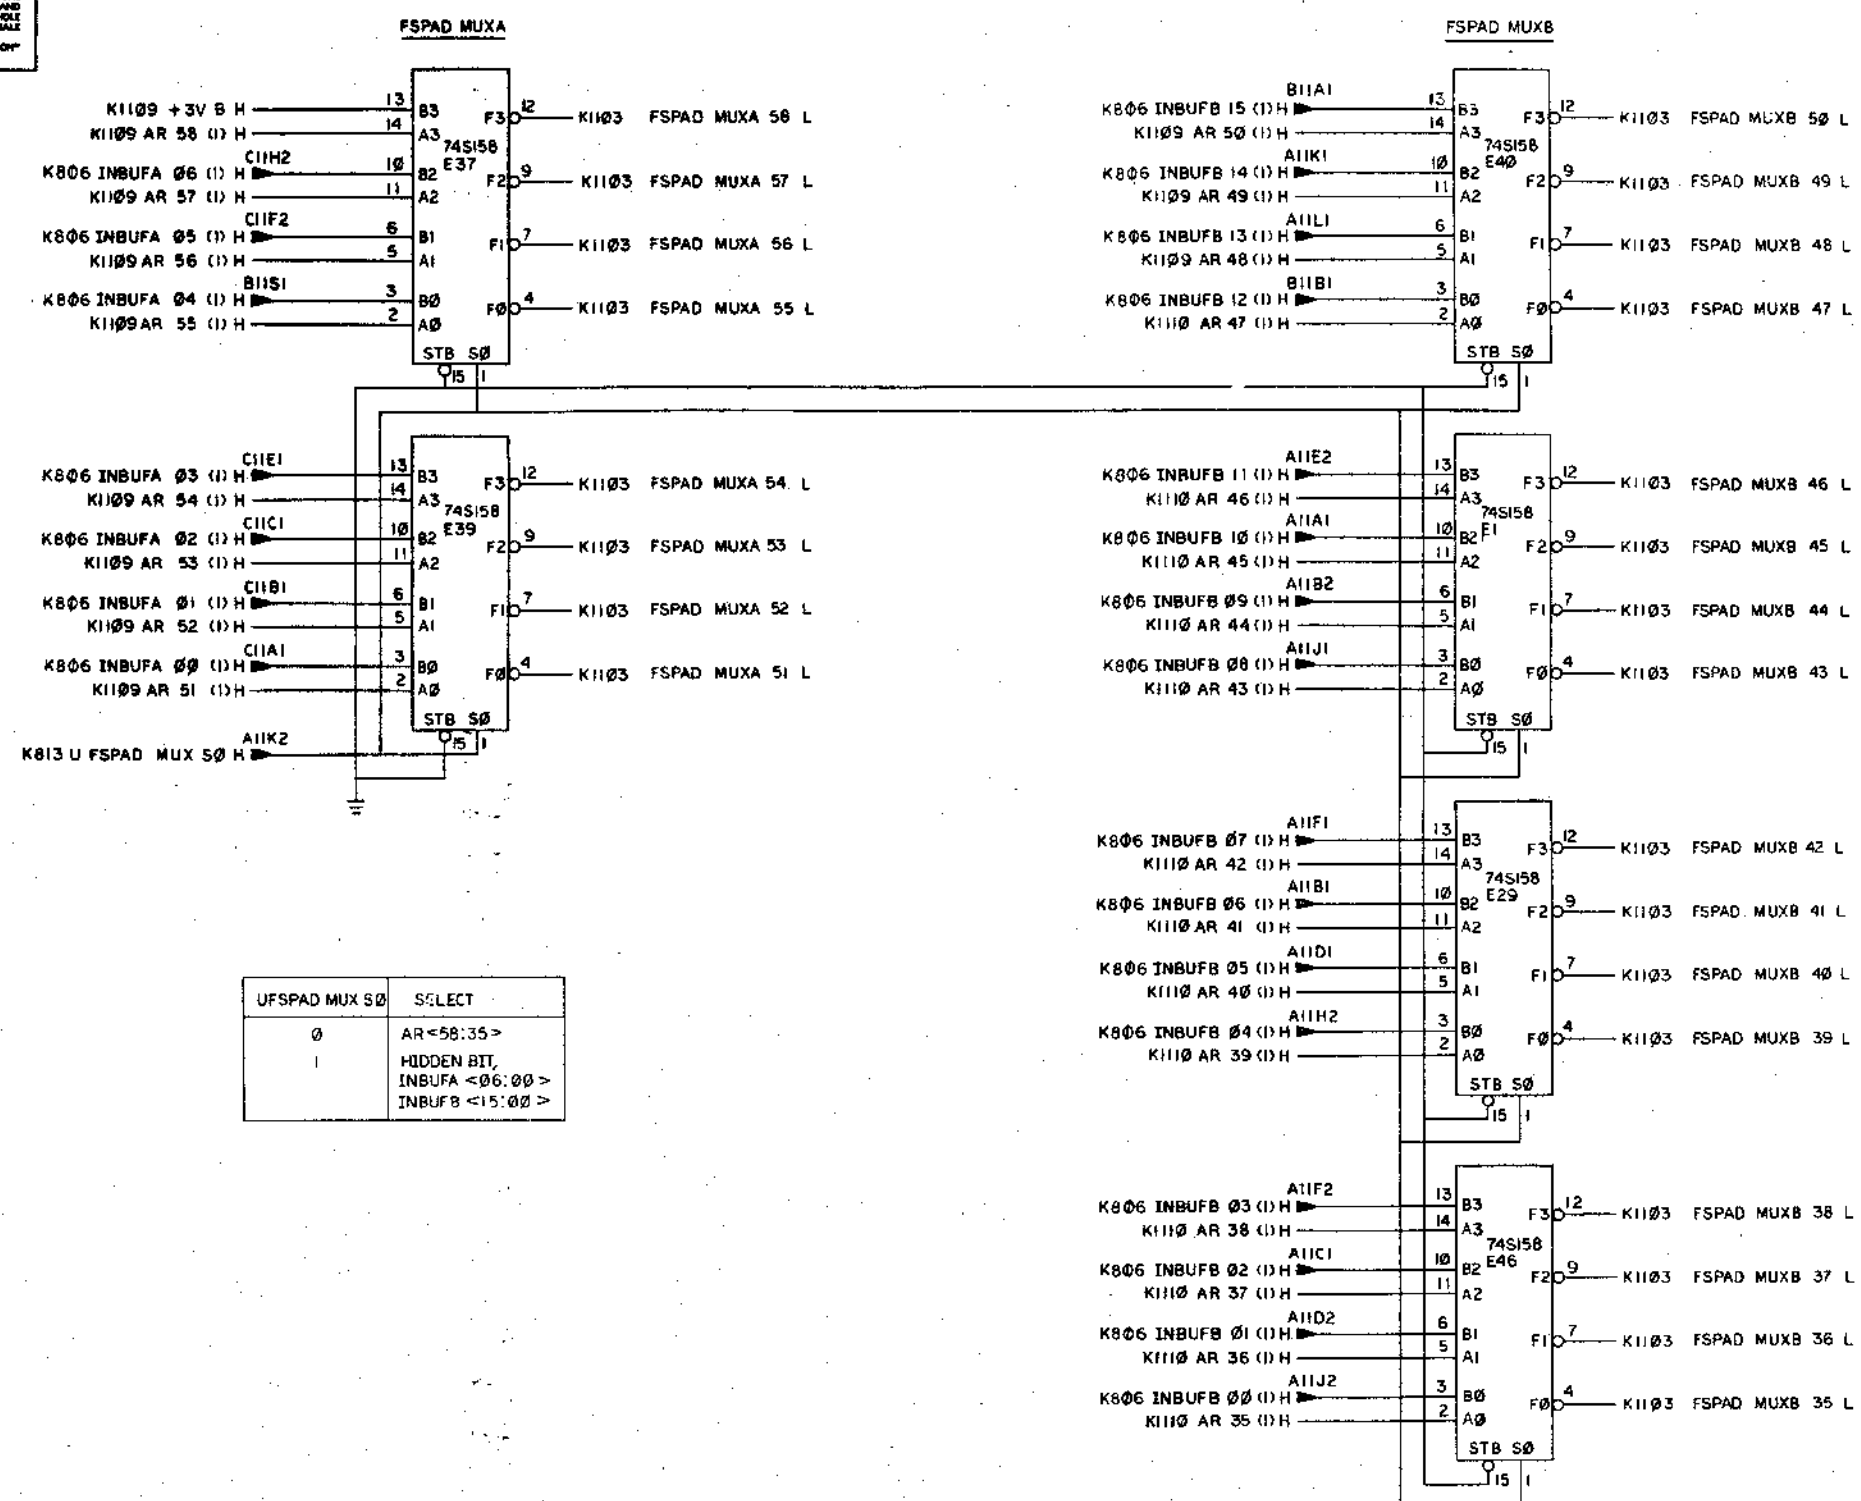 AND
FSPAD MUXA
K1109 +3V B H 13 B3 F3 12 K1103 FSPAD MUXA 58 L
K1109 AR 58 (1) H 14 A3
74S158
E37
C11H2
K806 INBUFA 06 (1) H 10 B2 F2 9 K1103 FSPAD MUXA 57 L
K1109 AR 57 (1) H 11 A2
C11F2
K806 INBUFA 05 (1) H 6 B1 F1 7 K1103 FSPAD MUXA 56 L
K1109 AR 56 (1) H 5 A1
B11S1
K806 INBUFA 04 (1) H 3 B0 F0 4 K1103 FSPAD MUXA 55 L
K1109 AR 55 (1) H 2 A0
STB S0
15 1
C11E1
K806 INBUFA 03 (1) H 13 B3 F3 12 K1103 FSPAD MUXA 54 L
K1109 AR 54 (1) H 14 A3
74S158
E39
C11C1
K806 INBUFA 02 (1) H 10 B2 F2 9 K1103 FSPAD MUXA 53 L
K1109 AR 53 (1) H 11 A2
C11B1
K806 INBUFA 01 (1) H 6 B1 F1 7 K1103 FSPAD MUXA 52 L
K1109 AR 52 (1) H 5 A1
C11A1
K806 INBUFA 00 (1) H 3 B0 F0 4 K1103 FSPAD MUXA 51 L
K1109 AR 51 (1) H 2 A0
STB S0
15 1
A11K2
K813 U FSPAD MUX S0 H
UFSPAD MUX S0 SELECT
0 AR<58:35>
1 HIDDEN BIT,
INBUFA <06:00>
INBUFB <15:00>
FSPAD MUXB
B11A1
K806 INBUFB 15 (1) H 13 B3 F3 12 K1103 FSPAD MUXB 50 L
K1109 AR 50 (1) H 14 A3
74S158
E40
A11K1
K806 INBUFB 14 (1) H 10 B2 F2 9 K1103 FSPAD MUXB 49 L
K1109 AR 49 (1) H 11 A2
A11L1
K806 INBUFB 13 (1) H 6 B1 F1 7 K1103 FSPAD MUXB 48 L
K1109 AR 48 (1) H 5 A1
B11B1
K806 INBUFB 12 (1) H 3 B0 F0 4 K1103 FSPAD MUXB 47 L
K1110 AR 47 (1) H 2 A0
STB S0
15 1
A11E2
K806 INBUFB 11 (1) H 13 B3 F3 12 K1103 FSPAD MUXB 46 L
K1110 AR 46 (1) H 14 A3
74S158
E1
A11A1
K806 INBUFB 10 (1) H 10 B2 F2 9 K1103 FSPAD MUXB 45 L
K1110 AR 45 (1) H 11 A2
A11B2
K806 INBUFB 09 (1) H 6 B1 F1 7 K1103 FSPAD MUXB 44 L
K1110 AR 44 (1) H 5 A1
A11J1
K806 INBUFB 08 (1) H 3 B0 F0 4 K1103 FSPAD MUXB 43 L
K1110 AR 43 (1) H 2 A0
STB S0
15 1
A11F1
K806 INBUFB 07 (1) H 13 B3 F3 12 K1103 FSPAD MUXB 42 L
K1110 AR 42 (1) H 14 A3
74S158
E29
A11B1
K806 INBUFB 06 (1) H 10 B2 F2 9 K1103 FSPAD MUXB 41 L
K1110 AR 41 (1) H 11 A2
A11D1
K806 INBUFB 05 (1) H 6 B1 F1 7 K1103 FSPAD MUXB 40 L
K1110 AR 40 (1) H 5 A1
A11H2
K806 INBUFB 04 (1) H 3 B0 F0 4 K1103 FSPAD MUXB 39 L
K1110 AR 39 (1) H 2 A0
STB S0
15 1
A11F2
K806 INBUFB 03 (1) H 13 B3 F3 12 K1103 FSPAD MUXB 38 L
K1110 AR 38 (1) H 14 A3
74S158
E46
A11C1
K806 INBUFB 02 (1) H 10 B2 F2 9 K1103 FSPAD MUXB 37 L
K1110 AR 37 (1) H 11 A2
A11D2
K806 INBUFB 01 (1) H 6 B1 F1 7 K1103 FSPAD MUXB 36 L
K1110 AR 36 (1) H 5 A1
A11J2
K806 INBUFB 00 (1) H 3 B0 F0 4 K1103 FSPAD MUXB 35 L
K1110 AR 35 (1) H 2 A0
STB S0
15 1